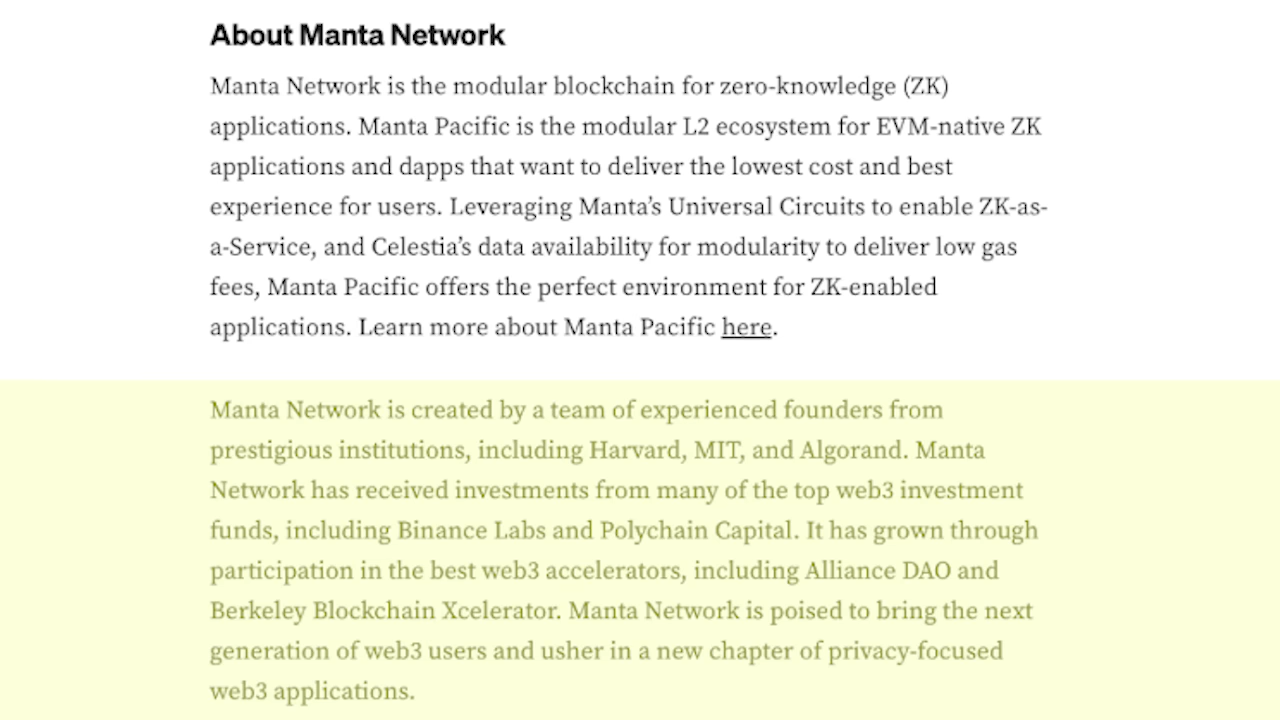 About Manta Network
Manta Network is the modular blockchain for zero-knowledge (ZK)
applications. Manta Pacific is the modular L2 ecosystem for EVM-native ZK
applications and dapps that want to deliver the lowest cost and best
experience for users. Leveraging Manta’s Universal Circuits to enable ZK-as-
a-Service, and Celestia’s data availability for modularity to deliver low gas
fees, Manta Pacific offers the perfect environment for ZK-enabled
applications. Learn more about Manta Pacific here.
Manta Network is created by a team of experienced founders from
prestigious institutions, including Harvard, MIT, and Algorand. Manta
Network has received investments from many of the top web3 investment
funds, including Binance Labs and Polychain Capital. It has grown through
participation in the best web3 accelerators, including Alliance DAO and
Berkeley Blockchain Xcelerator. Manta Network is poised to bring the next
generation of web3 users and usher in a new chapter of privacy-focused
web3 applications.